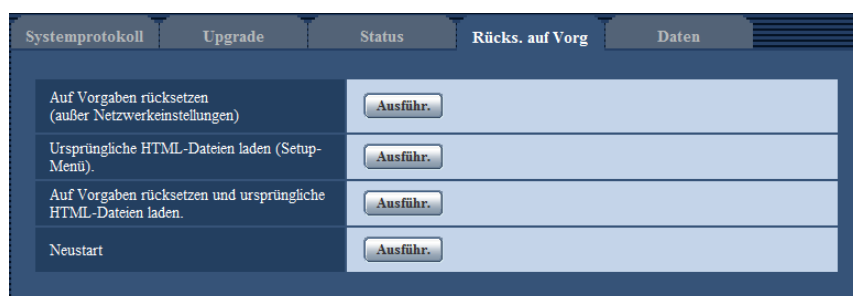 Systemprotokoll Upgrade Status Rücks. auf Vorg Daten
Auf Vorgaben rücksetzen
(außer Netzwerkeinstellungen)
Ausführ.
Ursprüngliche HTML-Dateien laden (Setup-
Menü).
Ausführ.
Auf Vorgaben rücksetzen und ursprüngliche
HTML-Dateien laden.
Ausführ.
Neustart
Ausführ.